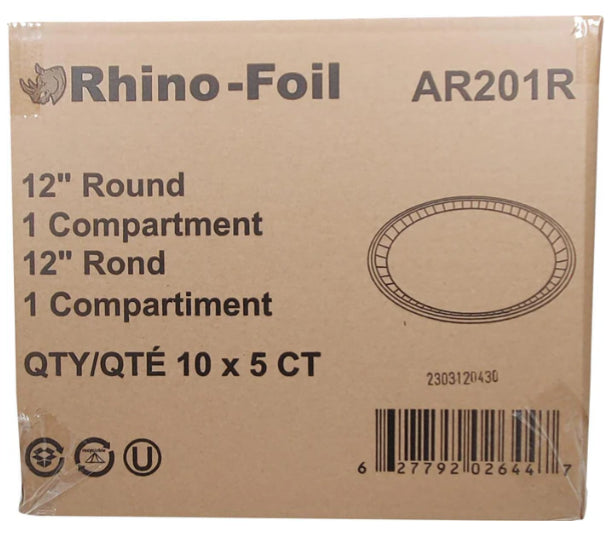 Rhino-Foil AR201R
12" Round
1 Compartment
12" Rond
1 Compartiment
QTY/QTÉ 10 x 5 CT
2303120430
U
6 27792 02644 7